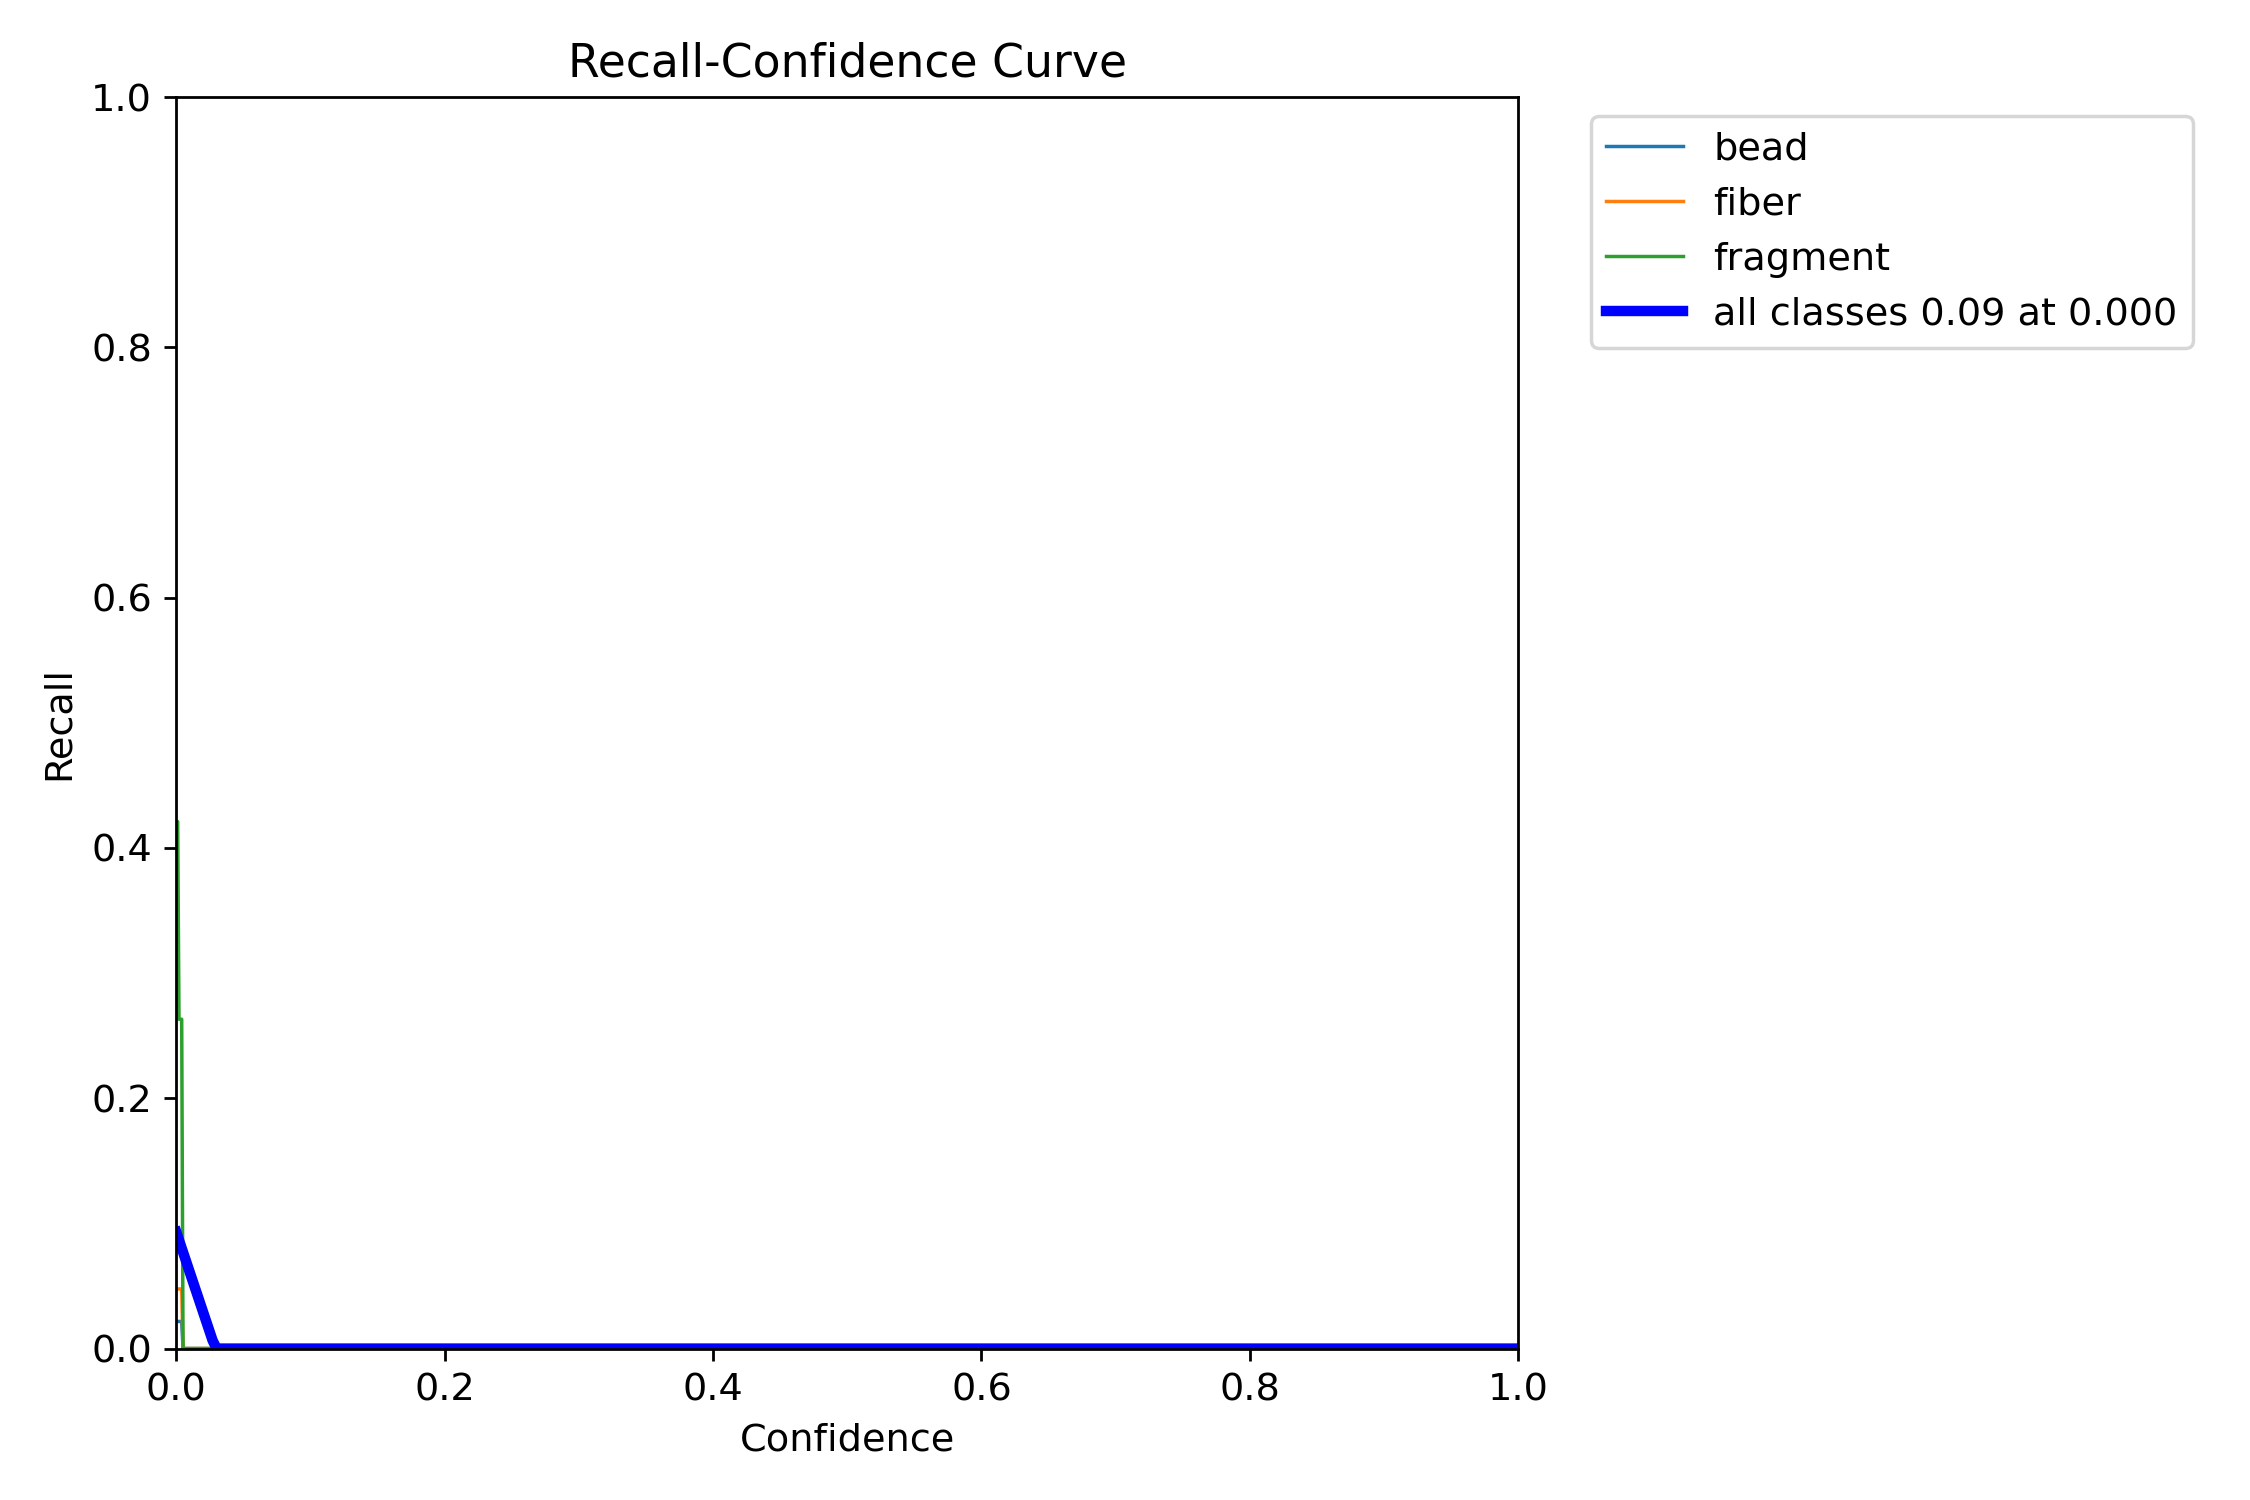 Recall-Confidence Curve
1.0
0.8
0.6
0.4
0.2
0.0
Recall
0.0 0.2 0.4 0.6 0.8 1.0
Confidence
bead
fiber
fragment
all classes 0.09 at 0.000